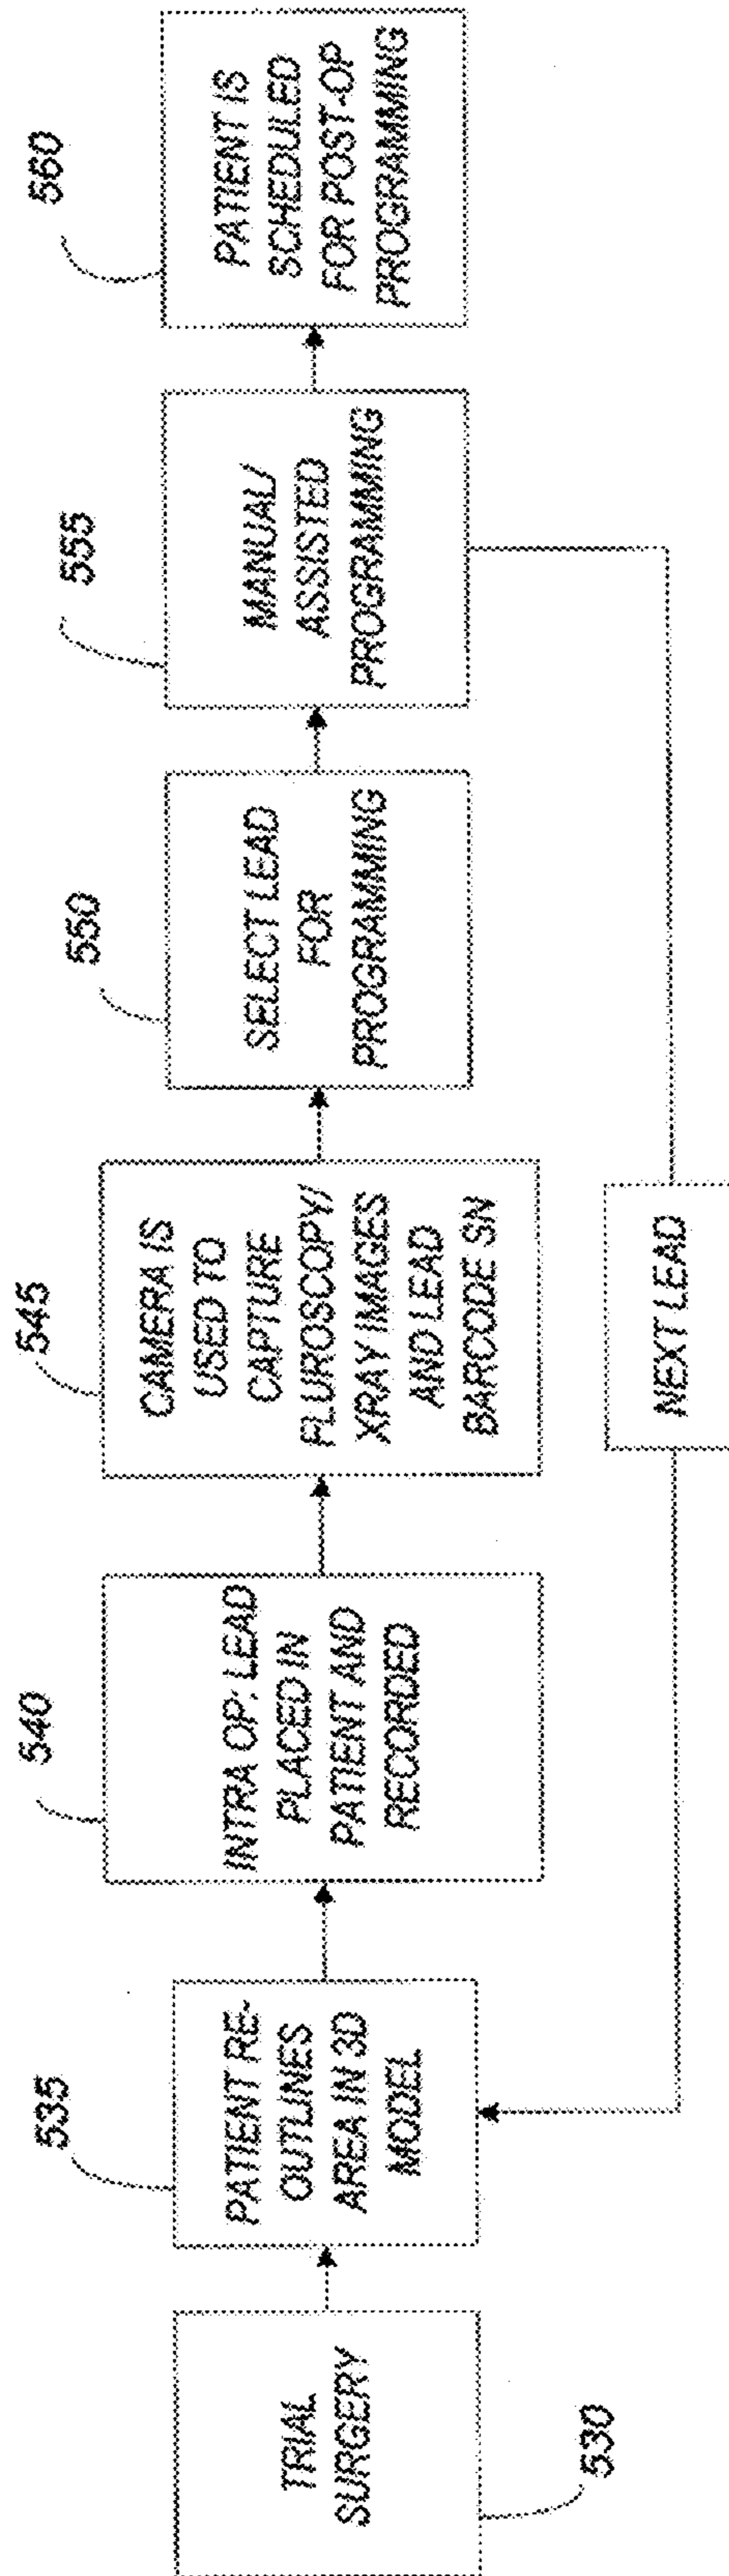 530
TRIAL
SURGERY
535
PATIENT RE-
OUTLINES
AREA IN 3D
MODEL
540
INTRA OP: LEAD
PLACED IN
PATIENT AND
RECORDED
545
CAMERA IS
USED TO
CAPTURE
FLUROSCOPY/
XRAY IMAGES
AND LEAD
BARCODE SN
550
SELECT LEAD
FOR
PROGRAMMING
555
MANUAL/
ASSISTED
PROGRAMMING
560
PATIENT IS
SCHEDULED
FOR POST-OP
PROGRAMMING
NEXT LEAD